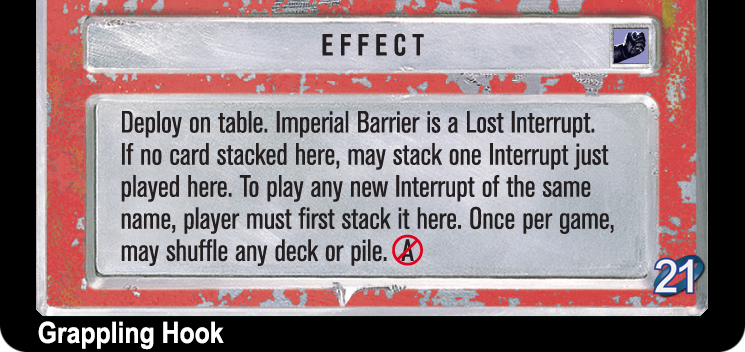 EFFECT
Deploy on table. Imperial Barrier is a Lost Interrupt.
If no card stacked here, may stack one Interrupt just
played here. To play any new Interrupt of the same
name, player must first stack it here. Once per game,
may shuffle any deck or pile. A
21
Grappling Hook